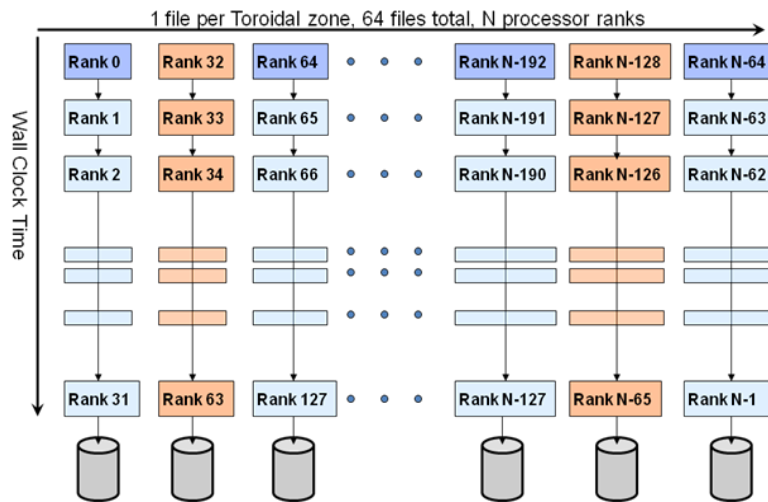 1 file per Toroidal zone, 64 files total, N processor ranks
Wall Clock Time
Rank 0 Rank 32 Rank 64 Rank N-192 Rank N-128 Rank N-64
Rank 1 Rank 33 Rank 65 Rank N-191 Rank N-127 Rank N-63
Rank 2 Rank 34 Rank 66 Rank N-190 Rank N-126 Rank N-62
Rank 31 Rank 63 Rank 127 Rank N-127 Rank N-65 Rank N-1